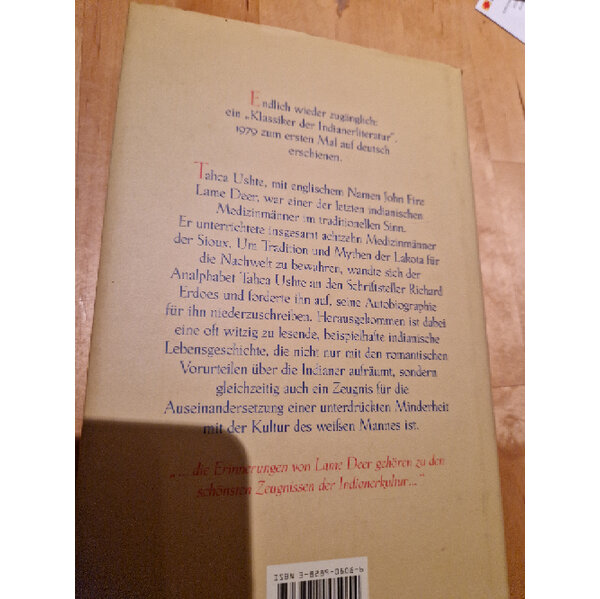 Endlich wieder zugänglich:
ein „Klassiker der Indianerliteratur",
1979 zum ersten Mal auf deutsch
erschienen.
Tahca Ushte, mit englischem Namen John Fire
Lame Deer, war einer der letzten indianischen
Medizinmänner im traditionellen Sinn.
Er unterrichtete insgesamt achtzehn Medizinmänner
der Sioux. Um Tradition und Mythen der Lakota für
die Nachwelt zu bewahren, wandte sich der
Analphabet Tahca Ushte an den Schriftsteller Richard
Erdoes und forderte ihn auf, seine Autobiographie
für ihn niederzuschreiben. Herausgekommen ist dabei
eine oft witzig zu lesende, beispielhafte indianische
Lebensgeschichte, die nicht nur mit den romantischen
Vorurteilen über die Indianer aufräumt, sondern
gleichzeitig auch ein Zeugnis für die
Auseinandersetzung einer unterdrückten Minderheit
mit der Kultur des weißen Mannes ist.
„...die Erinnerungen von Lame Deer gehören zu den
schönsten Zeugnissen der Indianerkultur..."
ISBN